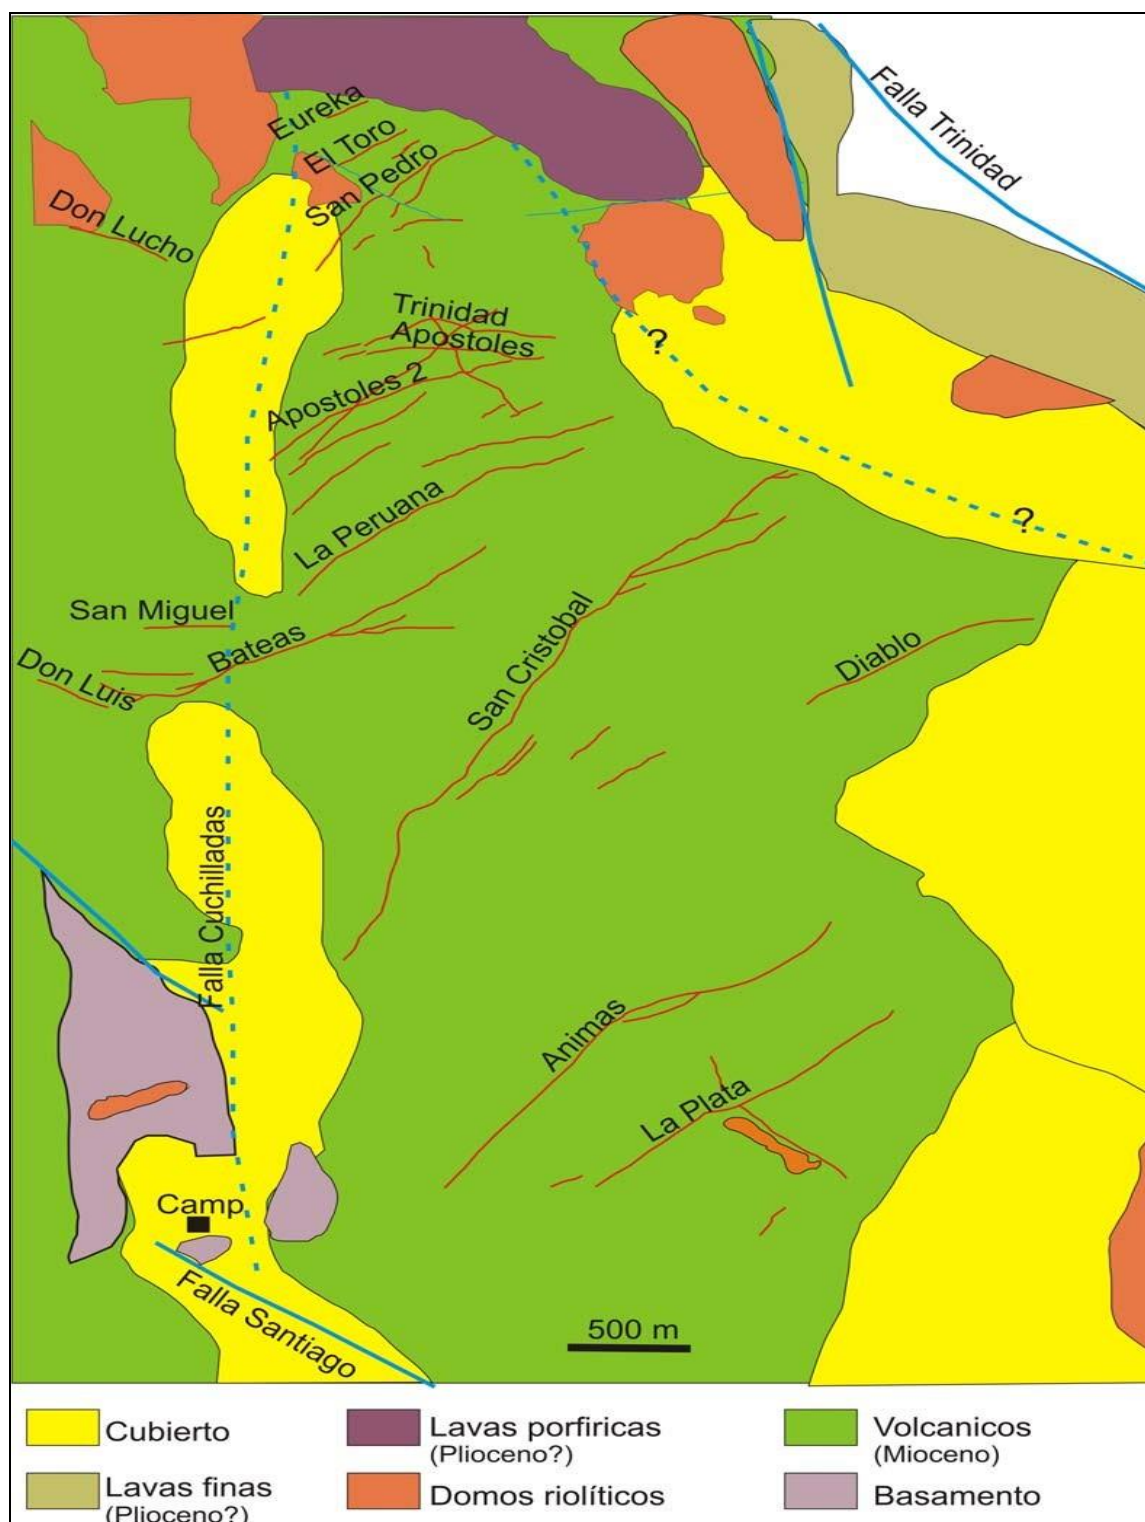 Falla Trinidad
Eureka
El Toro
San Pedro
Don Lucho
Trinidad
Apostoles
Apostoles 2
?
La Peruana
?
San Miguel
Bateas
Don Luis
San Cristobal
Diablo
Falla Cuchilladas
Animas
La Plata
Camp
Falla Santiago
500 m
Cubierto
Lavas porfiricas
(Plioceno?)
Volcanicos
(Mioceno)
Lavas finas
(Plioceno?)
Domos riolíticos
Basamento